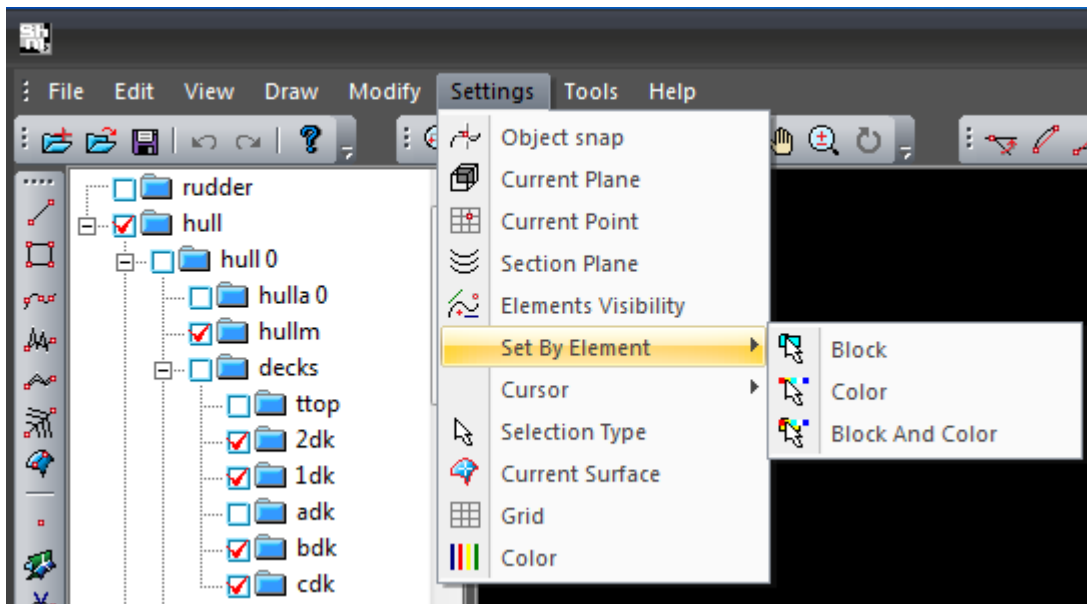 File Edit View Draw Modify Settings Tools Help
rudder
hull
hull 0
hulla 0
hullm
decks
ttop
2dk
1dk
adk
bdk
cdk
Object snap
Current Plane
Current Point
Section Plane
Elements Visibility
Set By Element
Cursor
Selection Type
Current Surface
Grid
Color
Block
Color
Block And Color